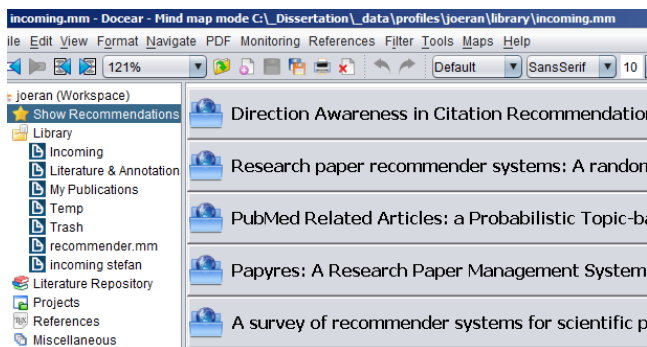 incoming.mm - Docear - Mind map mode C:\_Dissertation\_data\profiles\joeran\library\incoming.mm
ile Edit View Format Navigate PDF Monitoring References Filter Tools Maps Help
121% Default SansSerif 10
joeran (Workspace)
Show Recommendations
Library
Incoming
Literature & Annotation
My Publications
Temp
Trash
recommender.mm
incoming stefan
Literature Repository
Projects
References
Miscellaneous
Direction Awareness in Citation Recommendatio
Research paper recommender systems: A random
PubMed Related Articles: a Probabilistic Topic-ba
Papyres: A Research Paper Management System
A survey of recommender systems for scientific p